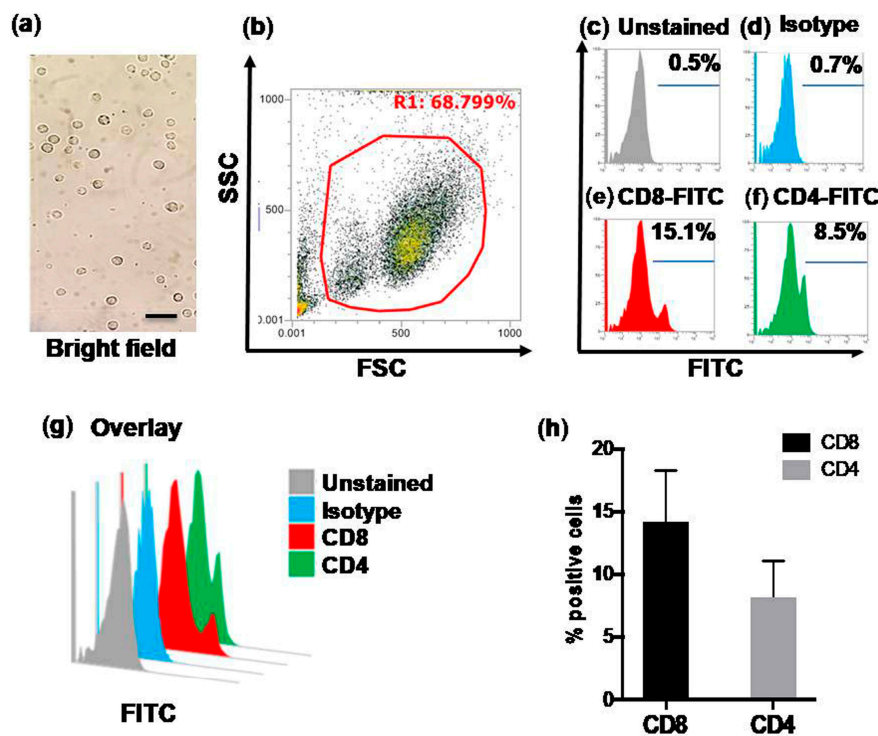 (a)
Bright field
(b)
R1: 68.799%
SSC
1000
500
0.001
0.001 500 1000
FSC
(c) Unstained
0.5%
(d) Isotype
0.7%
(e) CD8-FITC
15.1%
(f) CD4-FITC
8.5%
FITC
(g) Overlay
Unstained
Isotype
CD8
CD4
FITC
(h)
CD8
CD4
% positive cells
20
15
10
5
0
CD8 CD4